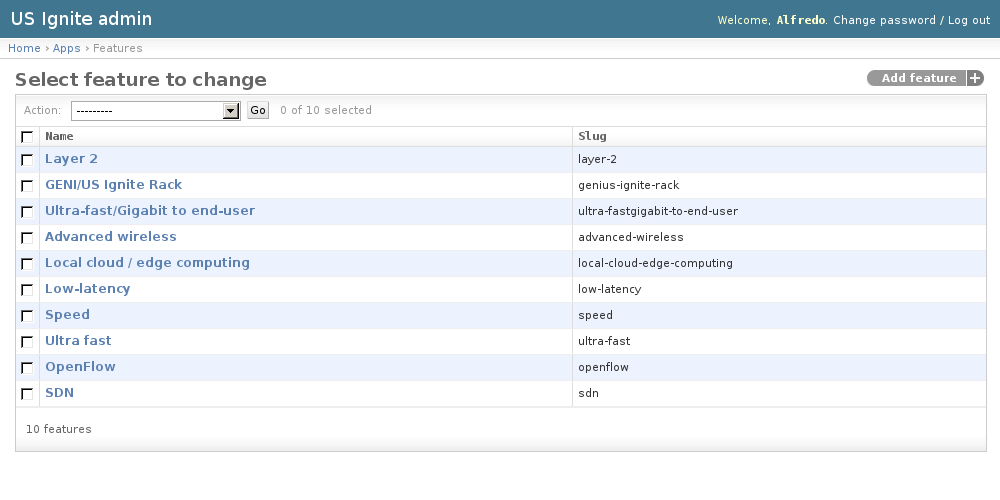 US Ignite admin
Welcome, Alfredo. Change password / Log out
Home › Apps › Features
Select feature to change
Add feature +
Action: --------- Go 0 of 10 selected
Name Slug
Layer 2 layer-2
GENI/US Ignite Rack genius-ignite-rack
Ultra-fast/Gigabit to end-user ultra-fastgigabit-to-end-user
Advanced wireless advanced-wireless
Local cloud / edge computing local-cloud-edge-computing
Low-latency low-latency
Speed speed
Ultra fast ultra-fast
OpenFlow openflow
SDN sdn
10 features